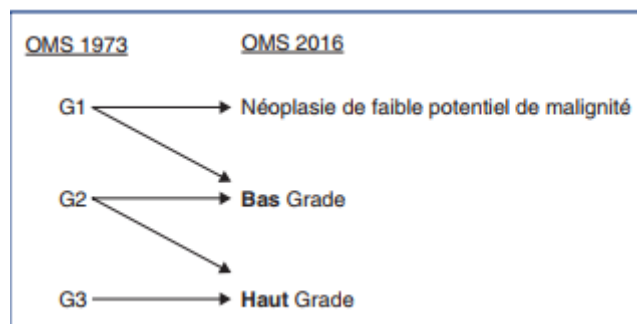 OMS 1973 OMS 2016
G1 Néoplasie de faible potentiel de malignité
G2 Bas Grade
G3 Haut Grade